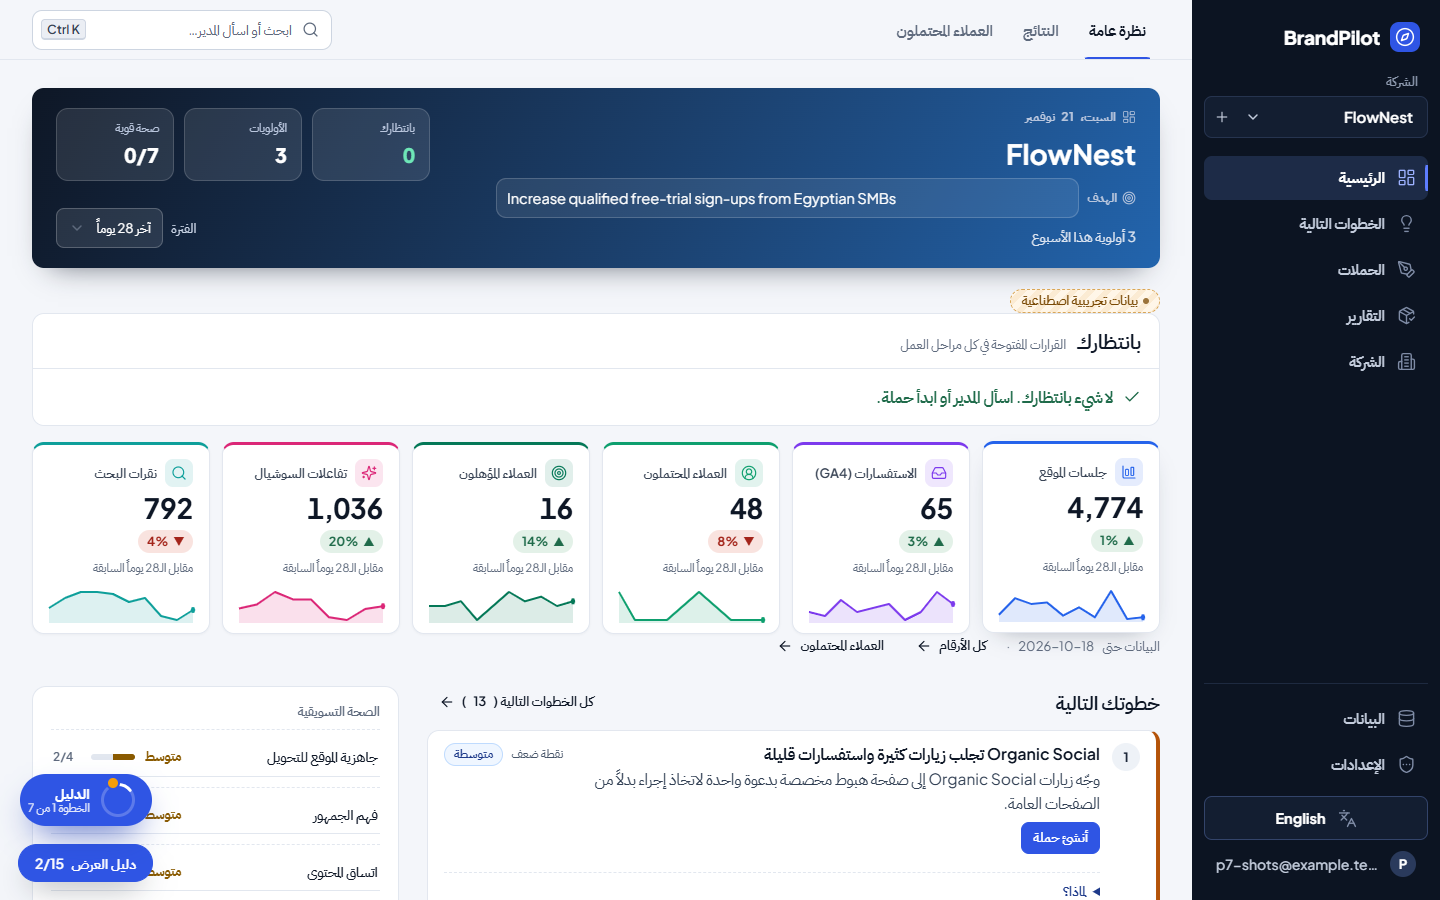 BrandPilot
الشركة
FlowNest
الرئيسية
الخطوات التالية
الحملات
التقارير
الشركة
البيانات
الإعدادات
English
P
p7-shots@example.te...
نظرة عامة
النتائج
العملاء المحتملون
ابحث أو اسأل المدير...
Ctrl K
السبت، 21 نوفمبر
FlowNest
الهدف
Increase qualified free-trial sign-ups from Egyptian SMBs
3 أولوية هذا الأسبوع
بانتظارك
0
الأولويات
3
صحة قوية
0/7
الفترة
آخر 28 يوماً
بيانات تجريبية اصطناعية
بانتظارك القرارات المفتوحة في كل مراحل العمل
لا شيء بانتظارك. اسأل المدير أو ابدأ حملة.
جلسات الموقع
4,774
▲ 1%
مقابل الـ28 يوماً السابقة
الاستفسارات (GA4)
65
▲ 3%
مقابل الـ28 يوماً السابقة
العملاء المحتملون
48
▼ 8%
مقابل الـ28 يوماً السابقة
العملاء المؤهلون
16
▲ 14%
مقابل الـ28 يوماً السابقة
تفاعلات السوشيال
1,036
▲ 20%
مقابل الـ28 يوماً السابقة
نقرات البحث
792
▼ 4%
مقابل الـ28 يوماً السابقة
البيانات حتى 2026-10-18 · كل الأرقام ← العملاء المحتملون ←
خطوتك التالية
كل الخطوات التالية ( 13 ) ←
1
Organic Social تجلب زيارات كثيرة واستفسارات قليلة
نقطة ضعف
متوسطة
وجّه زيارات Organic Social إلى صفحة هبوط مخصصة بدعوة واحدة لاتخاذ إجراء بدلاً من
الصفحات العامة.
أنشئ حملة
لماذا؟
الصحة التسويقية
جاهزية الموقع للتحويل
متوسط
2/4
فهم الجمهور
متوسط
اتساق المحتوى
متوسط
الدليل
الخطوة 1 من 7
دليل العرض 2/15